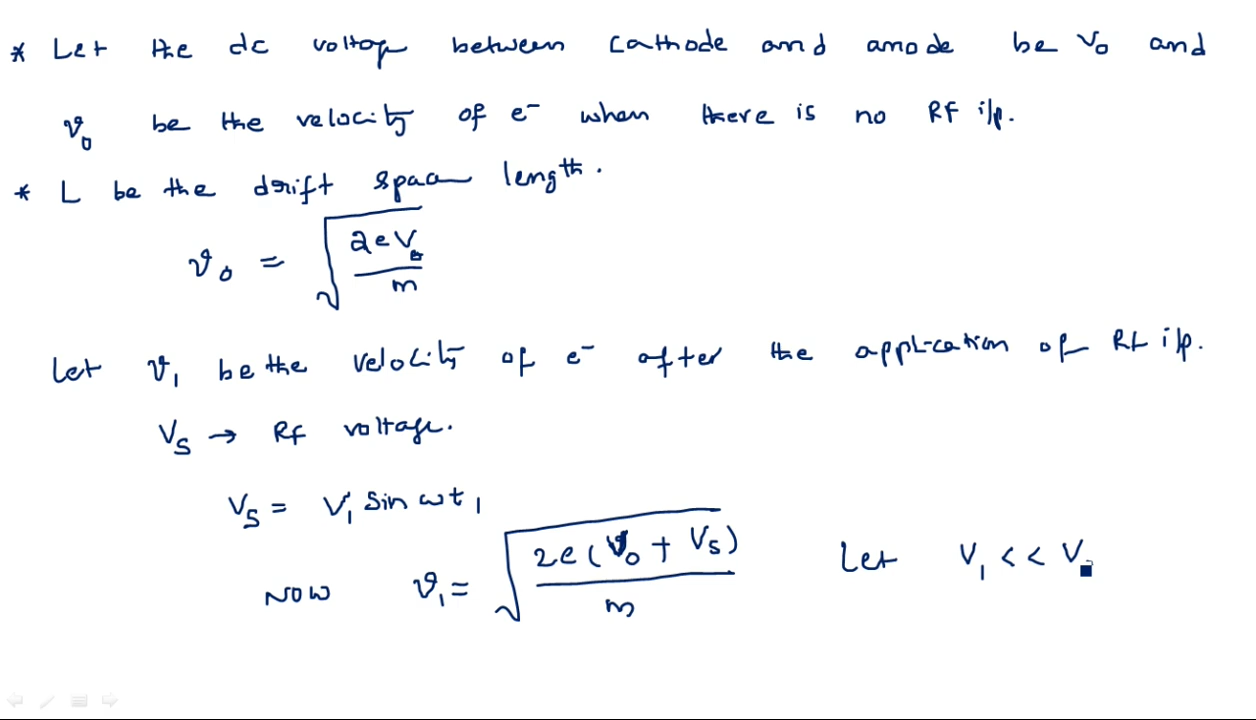 * Let the dc voltage between cathode and anode be V₀ and
v₀ be the velocity of e⁻ when there is no RF i/p.
* L be the drift space length.
v₀ = √(2eV₀/m)
Let v₁ be the velocity of e⁻ after the application of Rf i/p.
Vs → Rf voltage.
Vs = V₁ Sin ωt₁
Now v₁ = √(2e(V₀ + Vs)/m) Let V₁ << V